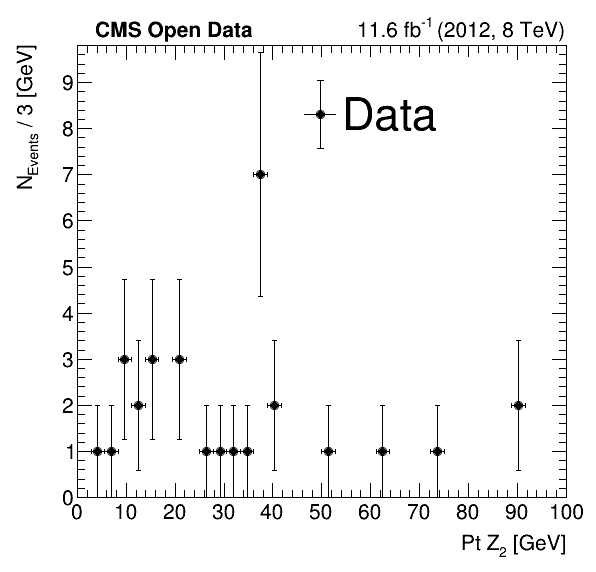 CMS Open Data 11.6 fb⁻¹ (2012, 8 TeV)
N_Events / 3 [GeV]
Data
9
8
7
6
5
4
3
2
1
0
0 10 20 30 40 50 60 70 80 90 100
Pt Z₂ [GeV]